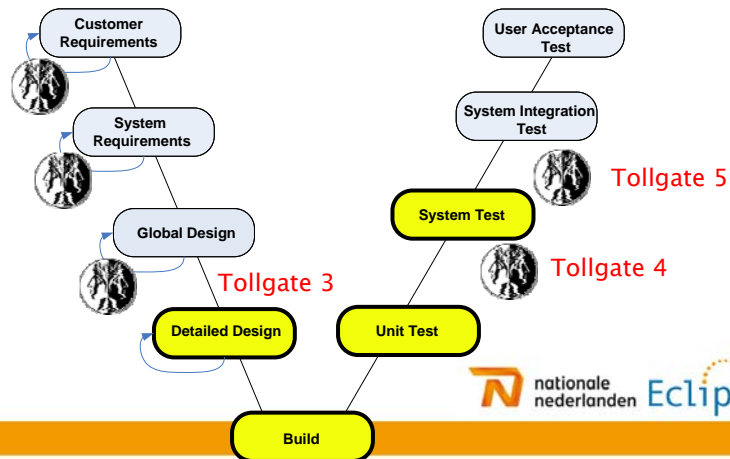 Customer
Requirements
User Acceptance
Test
System
Requirements
System Integration
Test
Tollgate 5
System Test
Global Design
Tollgate 4
Tollgate 3
Detailed Design
Unit Test
nationale
nederlanden
Eclip
Build